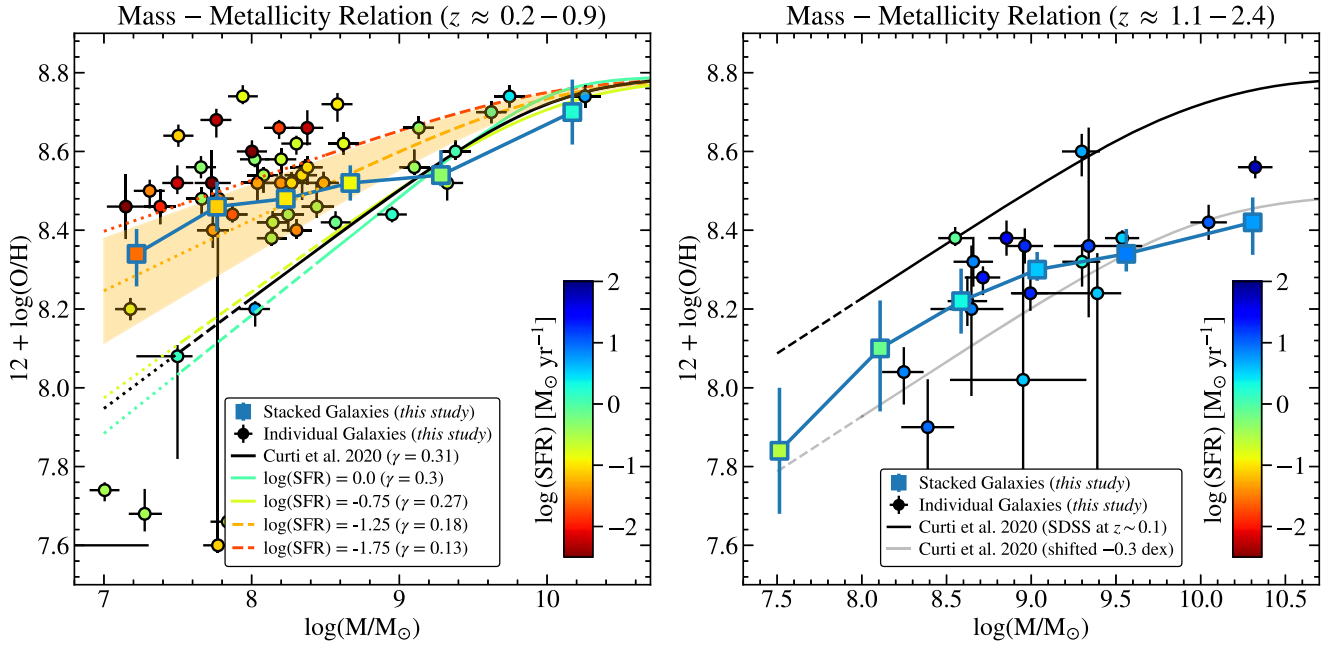 Mass − Metallicity Relation (z ≈ 0.2−0.9)
12 + log(O/H)
8.8
8.6
8.4
8.2
8.0
7.8
7.6
7
8
9
10
log(M/M⊙)
Stacked Galaxies (this study)
Individual Galaxies (this study)
Curti et al. 2020 (γ = 0.31)
log(SFR) = 0.0 (γ = 0.3)
log(SFR) = -0.75 (γ = 0.27)
log(SFR) = -1.25 (γ = 0.18)
log(SFR) = -1.75 (γ = 0.13)
log(SFR) [M⊙ yr⁻¹]
2
1
0
−1
−2
Mass − Metallicity Relation (z ≈ 1.1−2.4)
12 + log(O/H)
8.8
8.6
8.4
8.2
8.0
7.8
7.6
7.5
8.0
8.5
9.0
9.5
10.0
10.5
log(M/M⊙)
Stacked Galaxies (this study)
Individual Galaxies (this study)
Curti et al. 2020 (SDSS at z∼0.1)
Curti et al. 2020 (shifted −0.3 dex)
log(SFR) [M⊙ yr⁻¹]
2
1
0
−1
−2